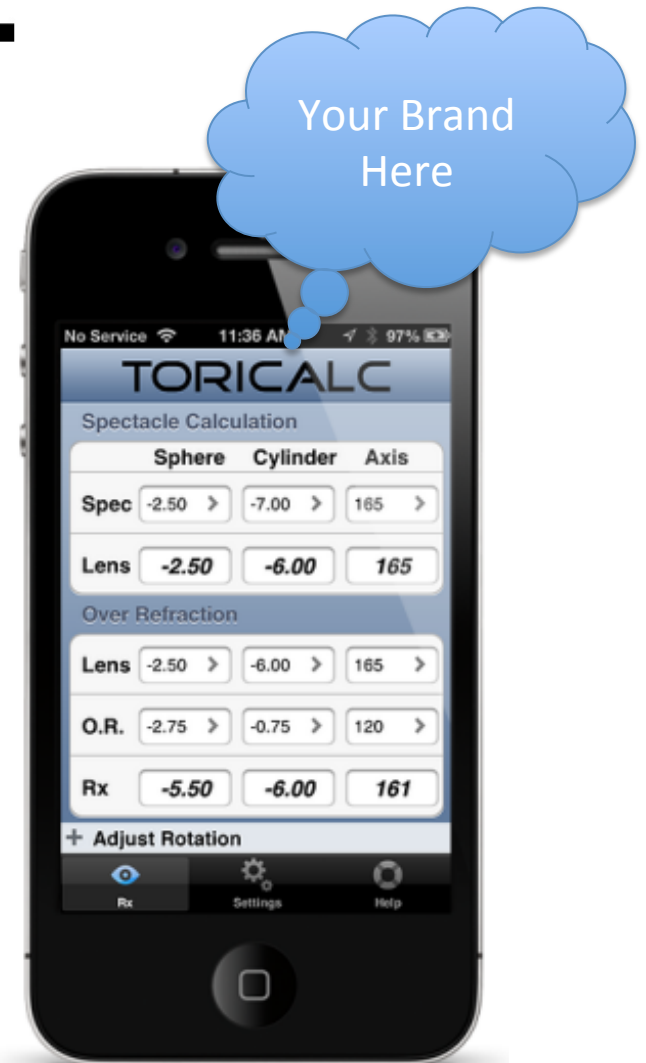 Your Brand
Here
No Service 11:36 AM 97%
TORICALC
Spectacle Calculation
Sphere Cylinder Axis
Spec -2.50 -7.00 165
Lens -2.50 -6.00 165
Over Refraction
Lens -2.50 -6.00 165
O.R. -2.75 -0.75 120
Rx -5.50 -6.00 161
+ Adjust Rotation
Rx Settings Help